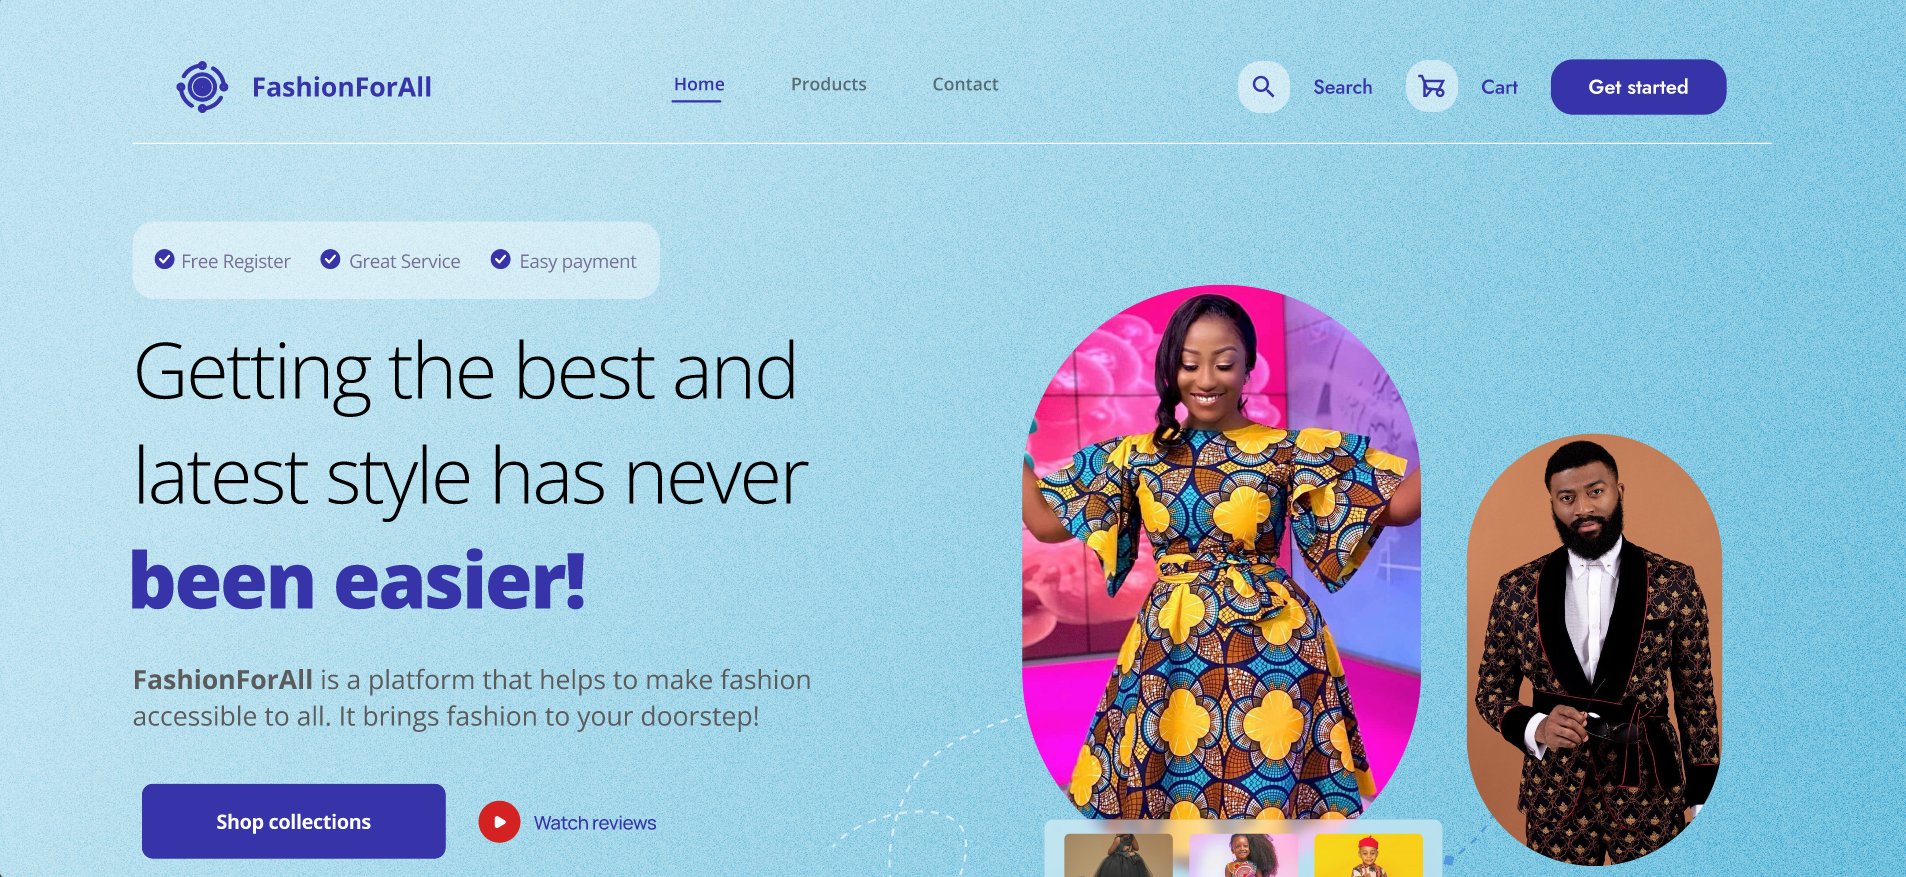 FashionForAll
Home
Products
Contact
Search
Cart
Get started
Free Register
Great Service
Easy payment
Getting the best and
latest style has never
been easier!
FashionForAll is a platform that helps to make fashion
accessible to all. It brings fashion to your doorstep!
Shop collections
Watch reviews